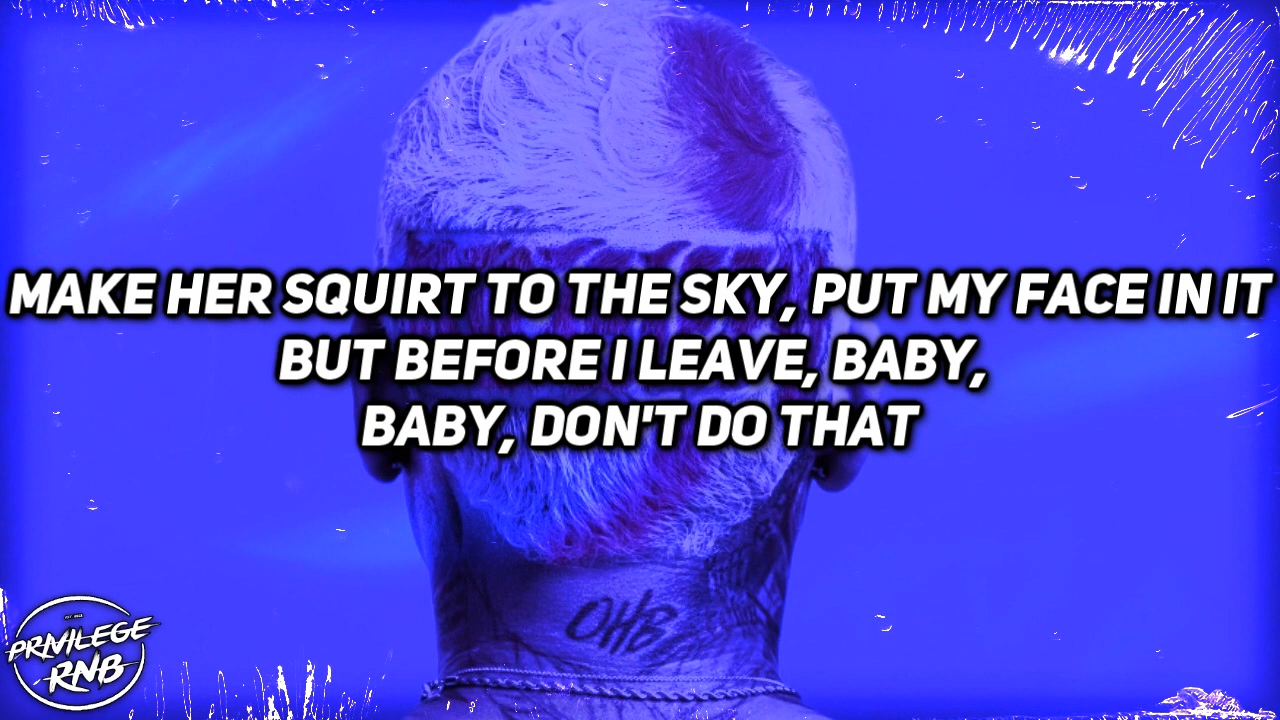 MAKE HER SQUIRT TO THE SKY, PUT MY FACE IN IT
BUT BEFORE I LEAVE, BABY,
BABY, DON'T DO THAT
OHB
PRIVILEGE
RNB